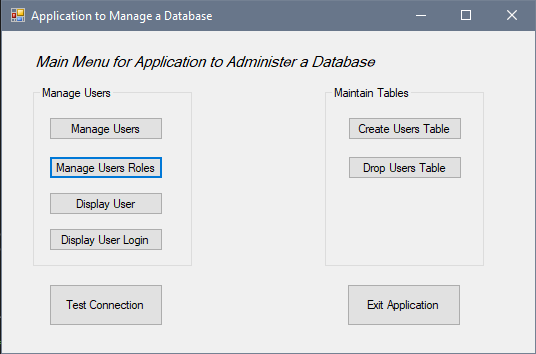 Application to Manage a Database
Main Menu for Application to Administer a Database
Manage Users
Manage Users
Manage Users Roles
Display User
Display User Login
Maintain Tables
Create Users Table
Drop Users Table
Test Connection
Exit Application